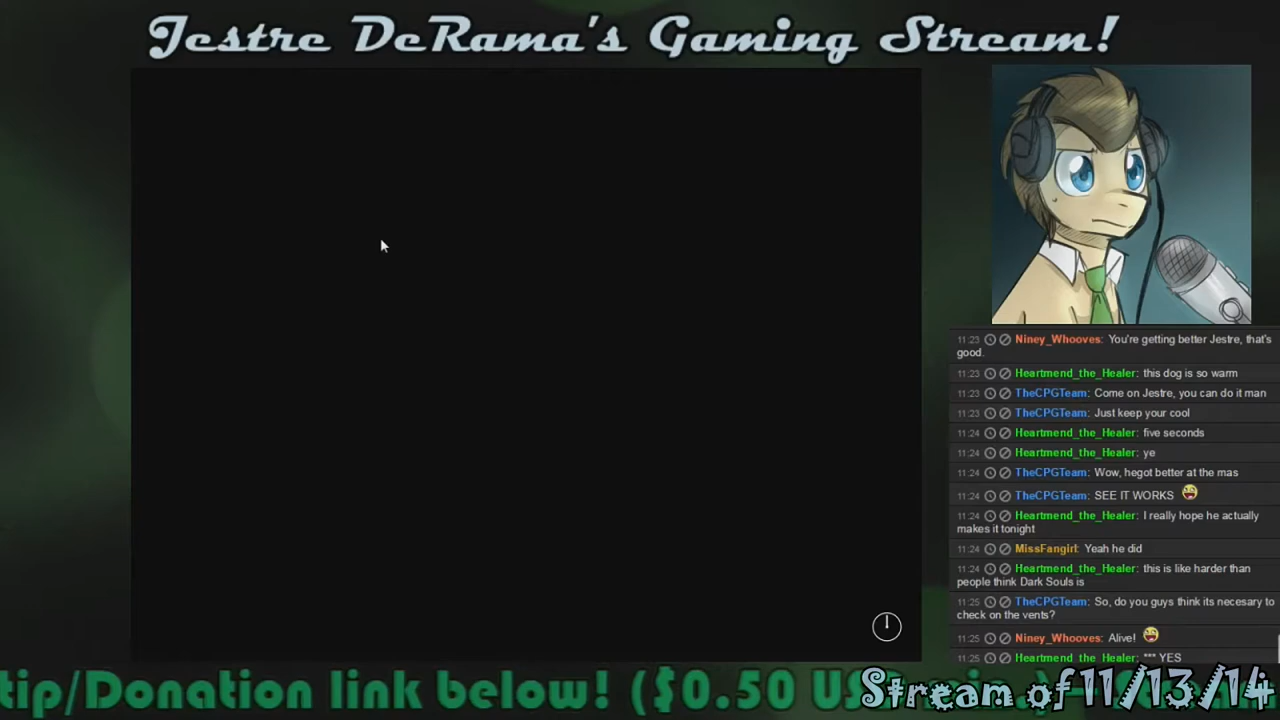 Jestre DeRama's Gaming Stream!
11:23 Niney_Whooves: You're getting better Jestre, that's
good.
11:23 Heartmend_the_Healer: this dog is so warm
11:23 TheCPGTeam: Come on Jestre, you can do it man
11:23 TheCPGTeam: Just keep your cool
11:24 Heartmend_the_Healer: five seconds
11:24 Heartmend_the_Healer: ye
11:24 TheCPGTeam: Wow, hegot better at the mas
11:24 TheCPGTeam: SEE IT WORKS
11:24 Heartmend_the_Healer: I really hope he actually
makes it tonight
11:24 MissFangirl: Yeah he did
11:24 Heartmend_the_Healer: this is like harder than
people think Dark Souls is
11:25 TheCPGTeam: So, do you guys think its necesary to
check on the vents?
11:25 Niney_Whooves: Alive!
11:25 Heartmend_the_Healer: *** YES
tip/Donation link below! ($0.50 US
Stream of 11/13/14